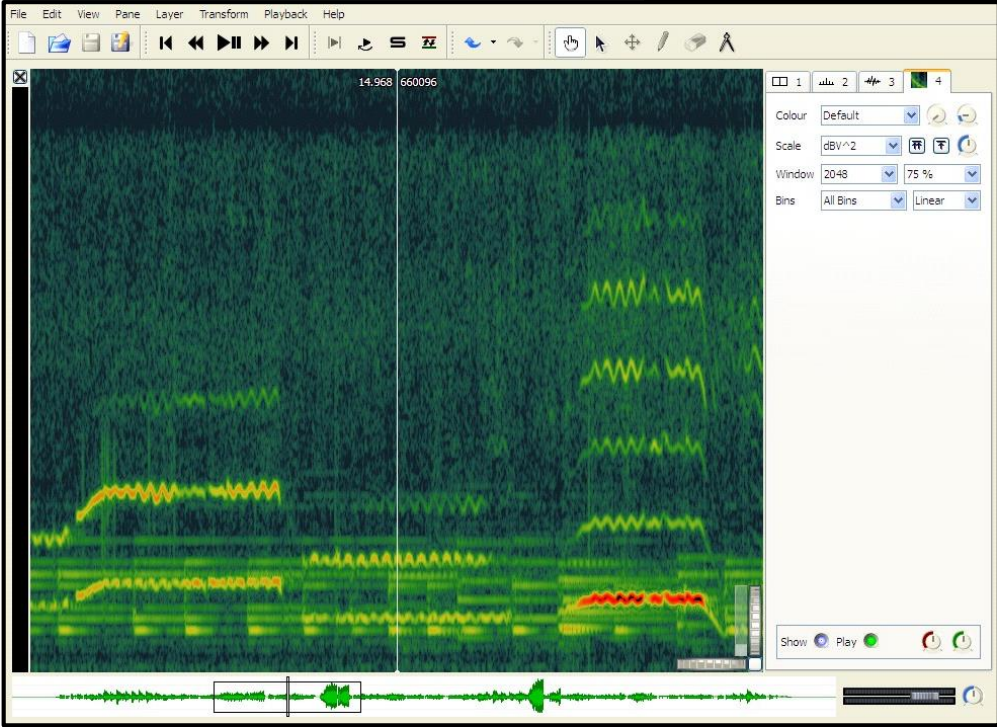 File Edit View Pane Layer Transform Playback Help
14.968 660096
1 2 3 4
Colour Default
Scale dBV^2
Window 2048 75 %
Bins All Bins Linear
Show Play